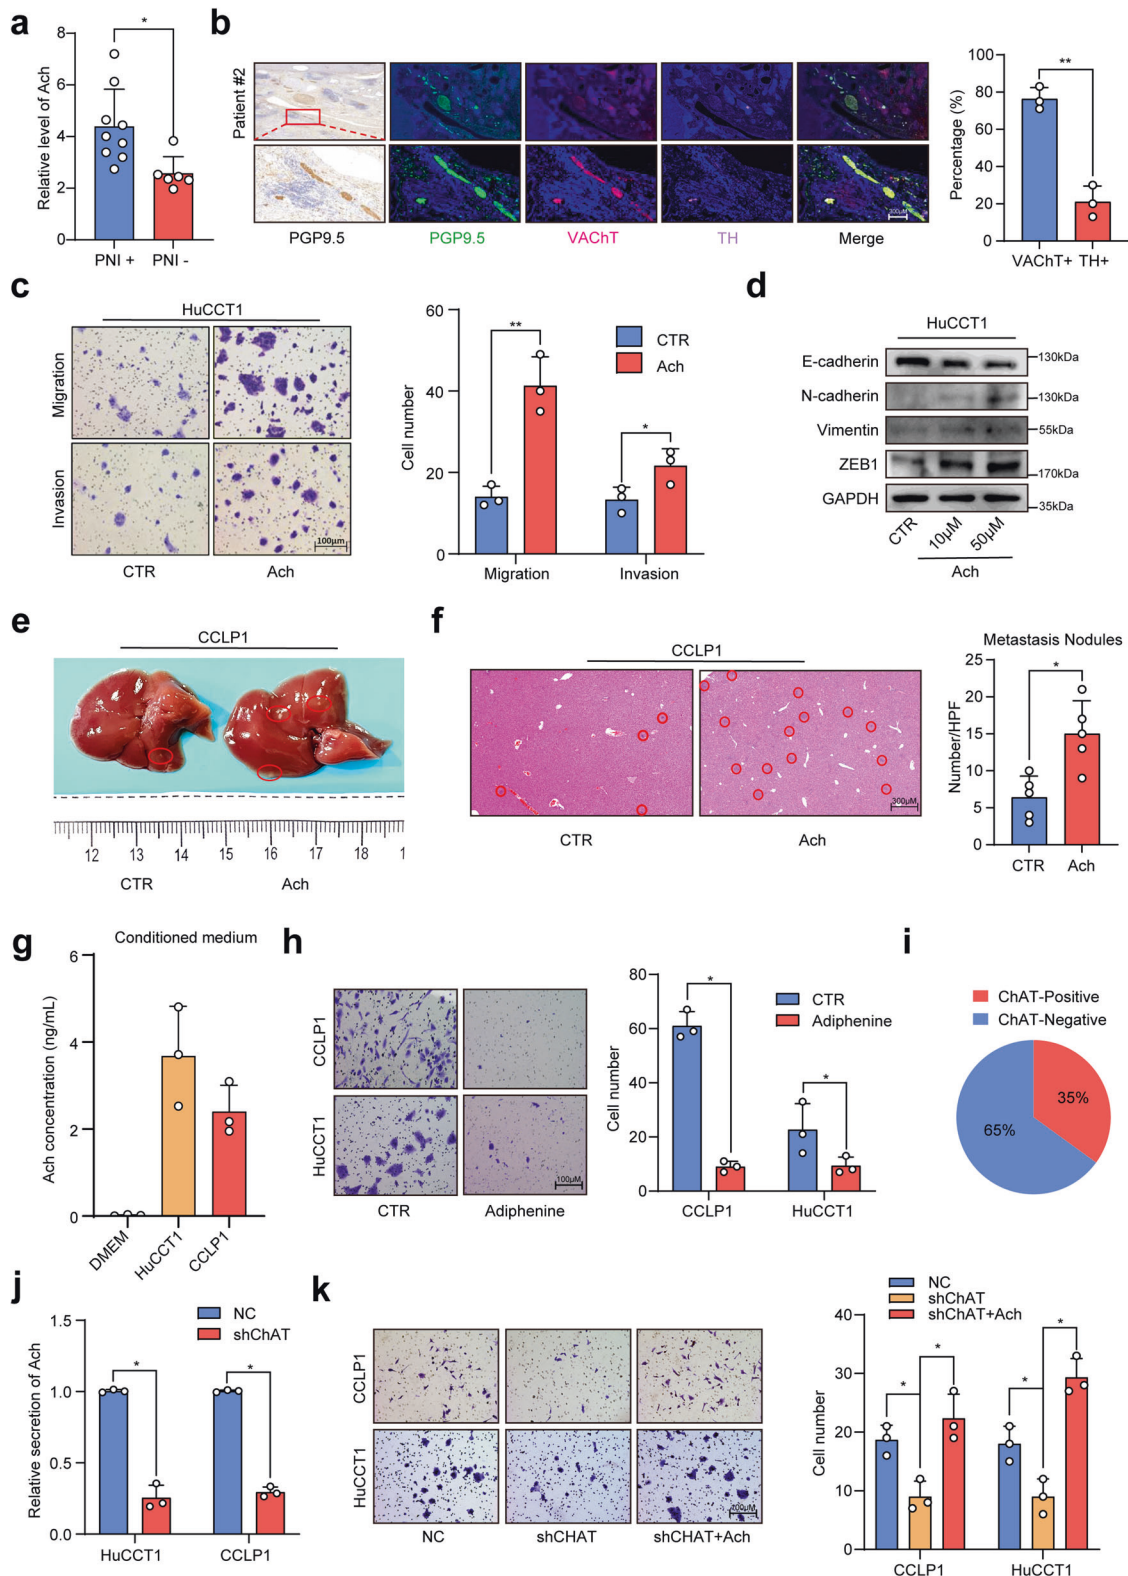 a
Relative level of Ach
8
6
4
2
0
*
PNI +
PNI -
b
Patient #2
PGP9.5
PGP9.5
VAChT
TH
Merge
300μM
Percentage (%)
100
80
60
40
20
0
**
VAChT+
TH+
c
HuCCT1
Migration
Invasion
100μm
CTR
Ach
Cell number
60
40
20
0
**
*
CTR
Ach
Migration
Invasion
d
HuCCT1
E-cadherin
130kDa
N-cadherin
130kDa
Vimentin
55kDa
ZEB1
170kDa
GAPDH
35kDa
CTR
10μM
50μM
Ach
e
CCLP1
12 13 14 15 16 17 18 1
CTR
Ach
f
CCLP1
300μM
CTR
Ach
Metastasis Nodules
Number/HPF
25
20
15
10
5
0
*
CTR
Ach
g
Conditioned medium
Ach concentration (ng/mL)
6
4
2
0
DMEM
HuCCT1
CCLP1
h
CCLP1
HuCCT1
100μM
CTR
Adiphenine
Cell number
80
60
40
20
0
*
*
CTR
Adiphenine
CCLP1
HuCCT1
i
ChAT-Positive
ChAT-Negative
35%
65%
j
Relative secretion of Ach
1.5
1.0
0.5
0.0
NC
shChAT
*
*
HuCCT1
CCLP1
k
CCLP1
HuCCT1
100μM
NC
shCHAT
shCHAT+Ach
NC
shChAT
shChAT+Ach
Cell number
40
30
20
10
0
*
*
*
*
CCLP1
HuCCT1